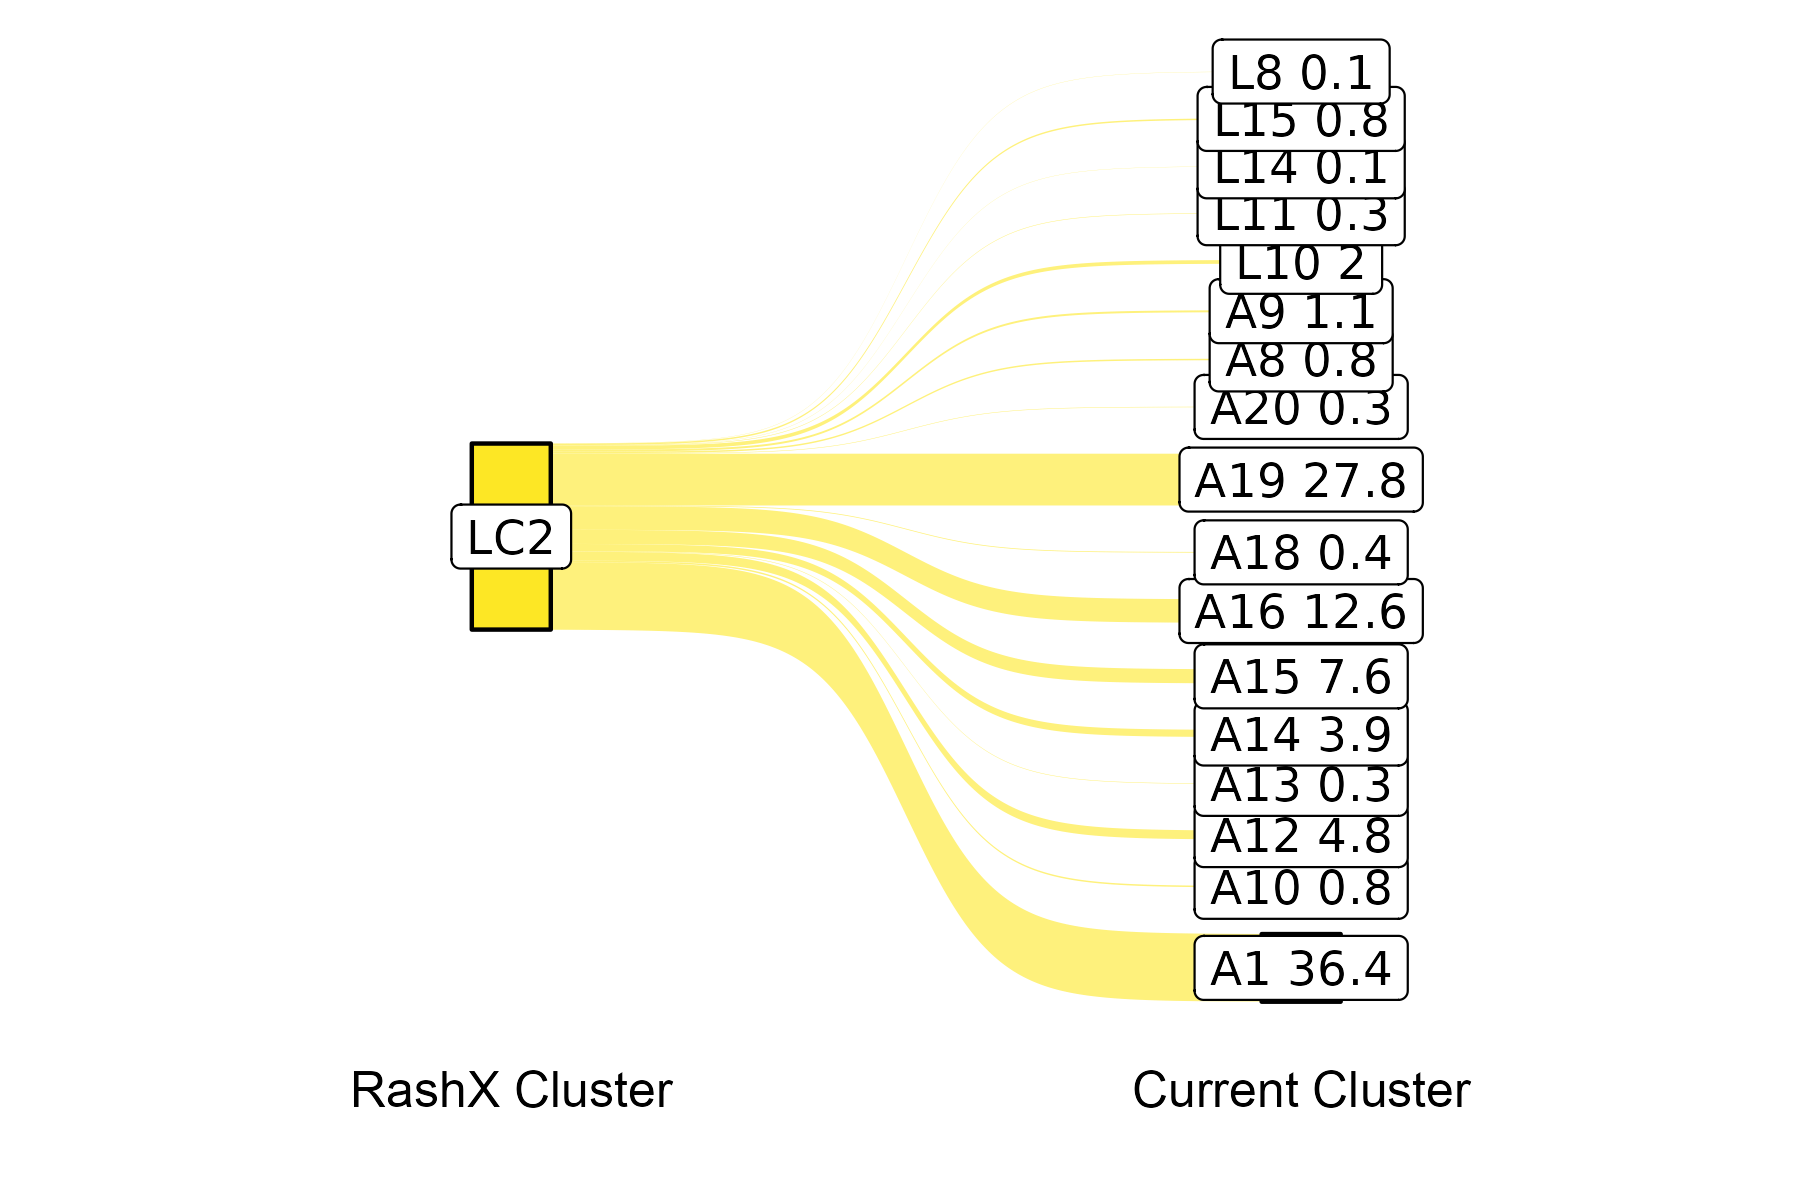 L8 0.1
L15 0.8
L14 0.1
L11 0.3
L10 2
A9 1.1
A8 0.8
A20 0.3
A19 27.8
LC2
A18 0.4
A16 12.6
A15 7.6
A14 3.9
A13 0.3
A12 4.8
A10 0.8
A1 36.4
RashX Cluster
Current Cluster